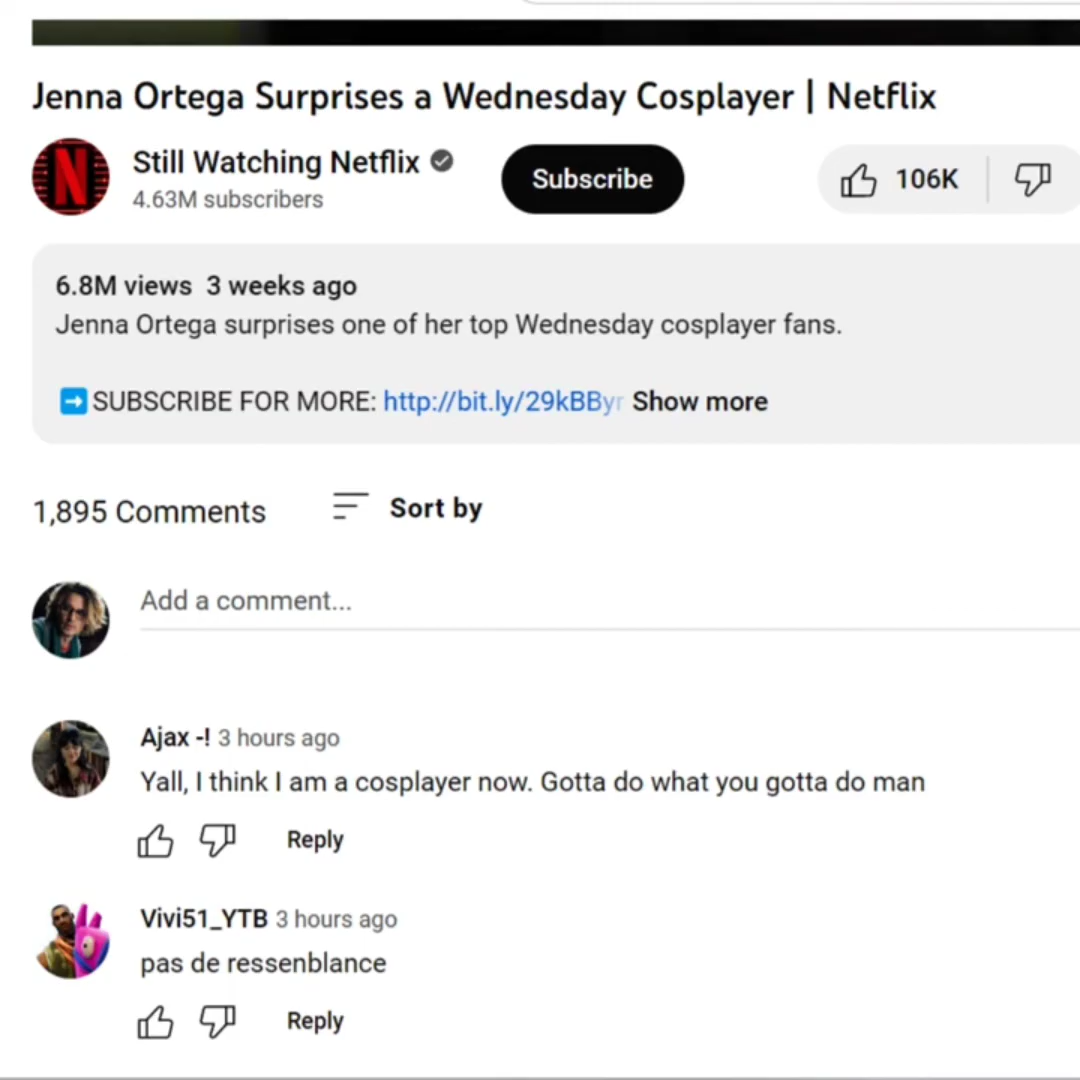 Jenna Ortega Surprises a Wednesday Cosplayer | Netflix
N
Still Watching Netflix
4.63M subscribers
Subscribe
106K
6.8M views 3 weeks ago
Jenna Ortega surprises one of her top Wednesday cosplayer fans.
SUBSCRIBE FOR MORE: http://bit.ly/29kBByr Show more
1,895 Comments
Sort by
Add a comment...
Ajax -! 3 hours ago
Yall, I think I am a cosplayer now. Gotta do what you gotta do man
Reply
Vivi51_YTB 3 hours ago
pas de ressenblance
Reply